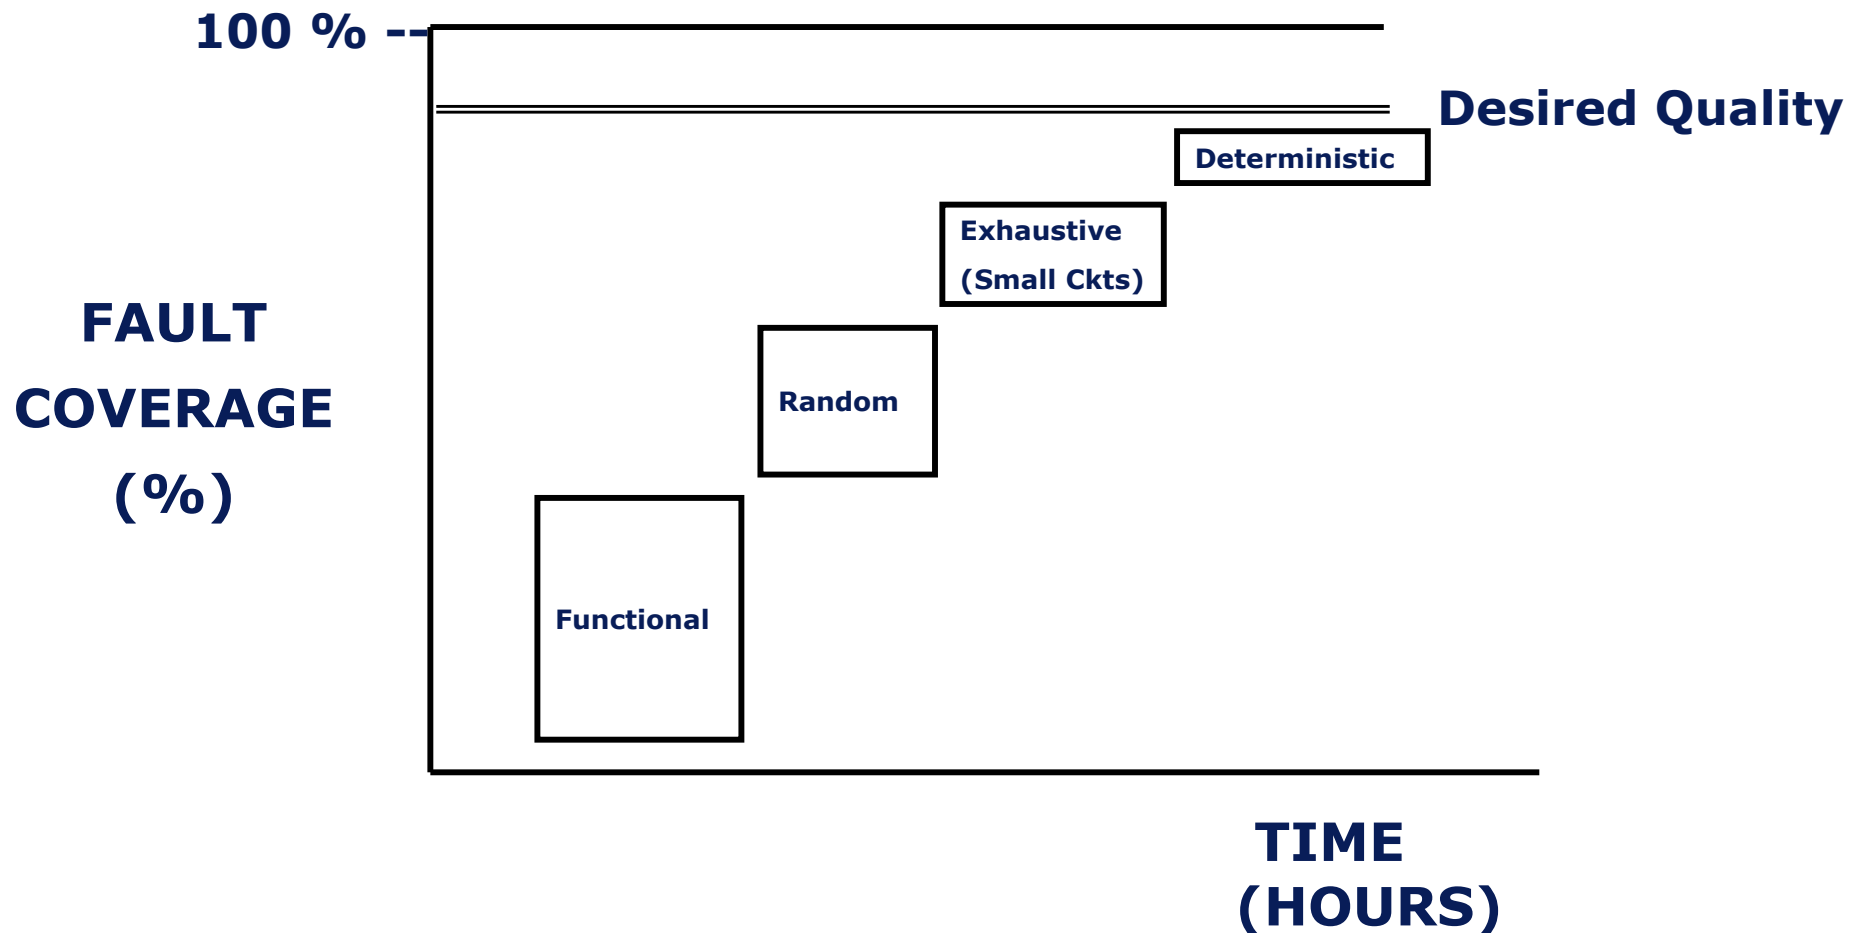 100 % --
Desired Quality
Deterministic
Exhaustive
(Small Ckts)
FAULT
COVERAGE
(%)
Random
Functional
TIME
(HOURS)